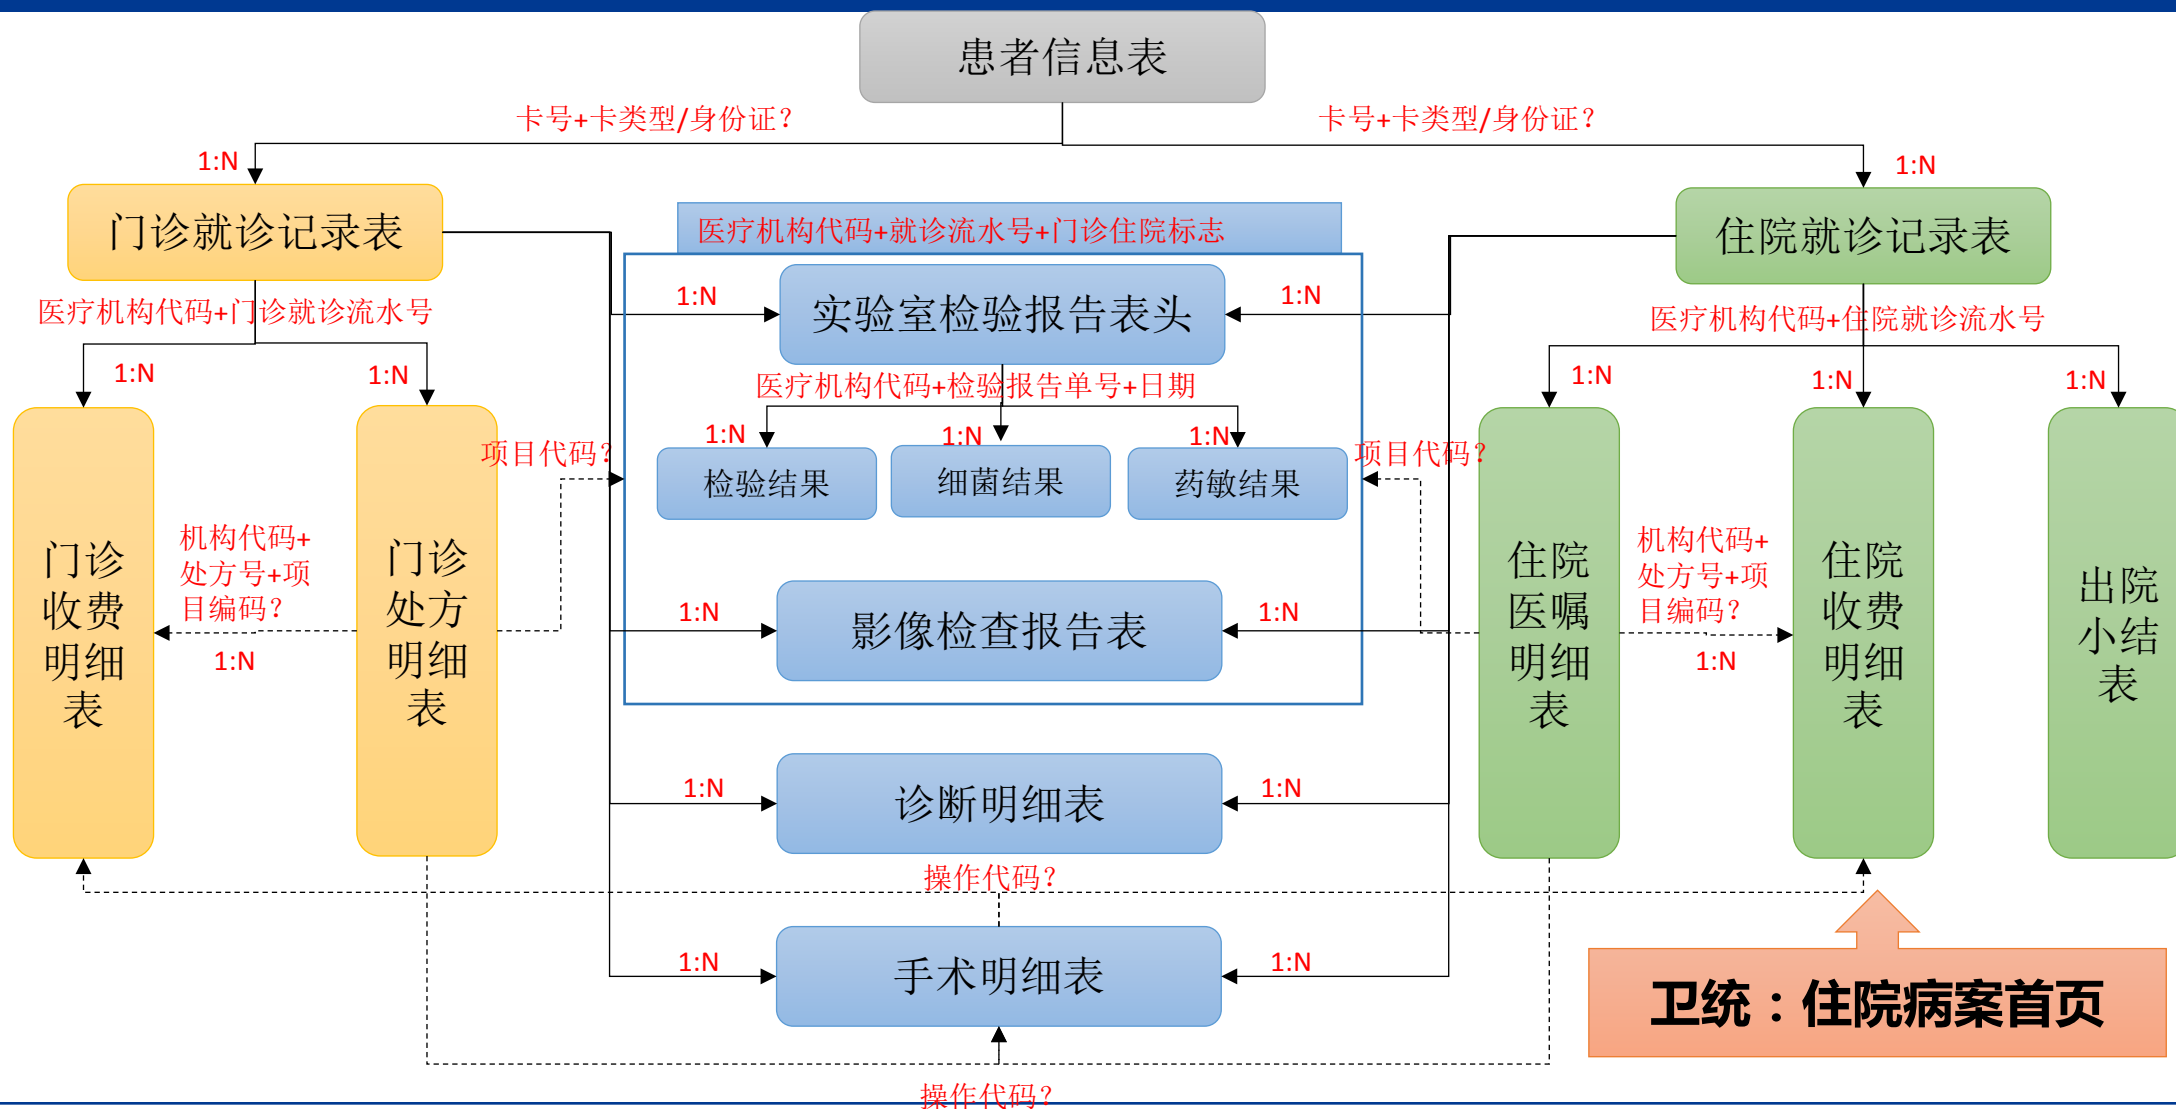 患者信息表
卡号+卡类型/身份证?
卡号+卡类型/身份证?
1:N
1:N
门诊就诊记录表
医疗机构代码+就诊流水号+门诊住院标志
住院就诊记录表
医疗机构代码+门诊就诊流水号
1:N
实验室检验报告表头
1:N
医疗机构代码+住院就诊流水号
1:N
1:N
医疗机构代码+检验报告单号+日期
1:N
1:N
1:N
1:N
1:N
1:N
项目代码?
项目代码?
检验结果
细菌结果
药敏结果
门诊
收费
明细
表
机构代码+
处方号+项
目编码?
1:N
门诊
处方
明细
表
1:N
影像检查报告表
1:N
住院
医嘱
明细
表
机构代码+
处方号+项
目编码?
1:N
住院
收费
明细
表
出院
小结
表
1:N
诊断明细表
1:N
操作代码?
1:N
手术明细表
1:N
卫统：住院病案首页
操作代码?